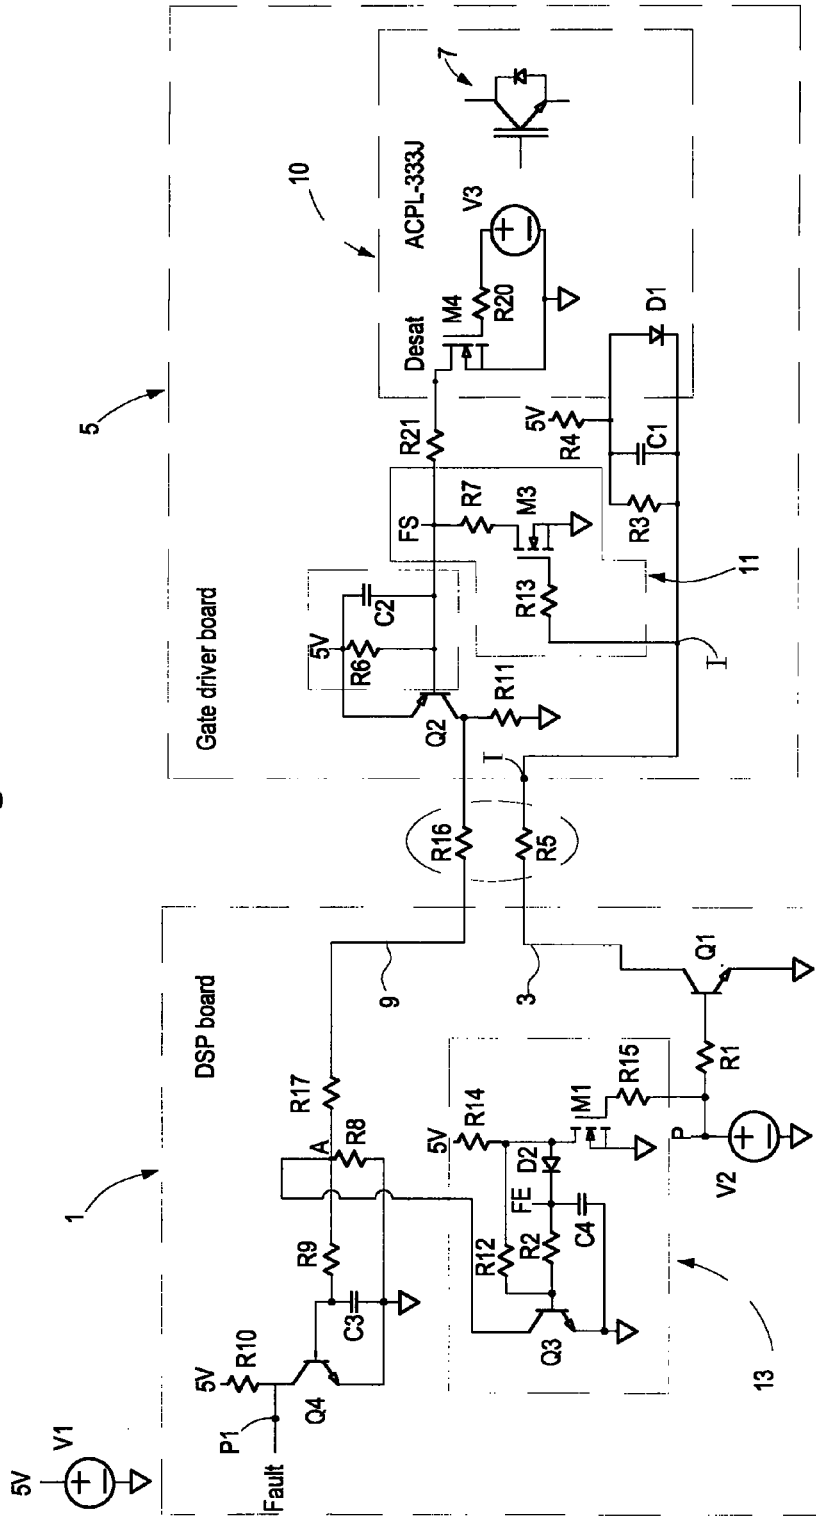 5V
V1
1
DSP board
5V
R10
P1
Fault
Q4
C3
R9
A
R8
R17
9
3
5V
R14
R12
FE
D2
R2
C4
Q3
M1
R15
P
R1
V2
Q1
13
R16
R5
5
Gate driver board
5V
R6
C2
Q2
R11
FS
R7
R13
M3
11
R21
I
I
10
Desat
ACPL-333J
M4
R20
V3
7
5V
R4
R3
C1
D1